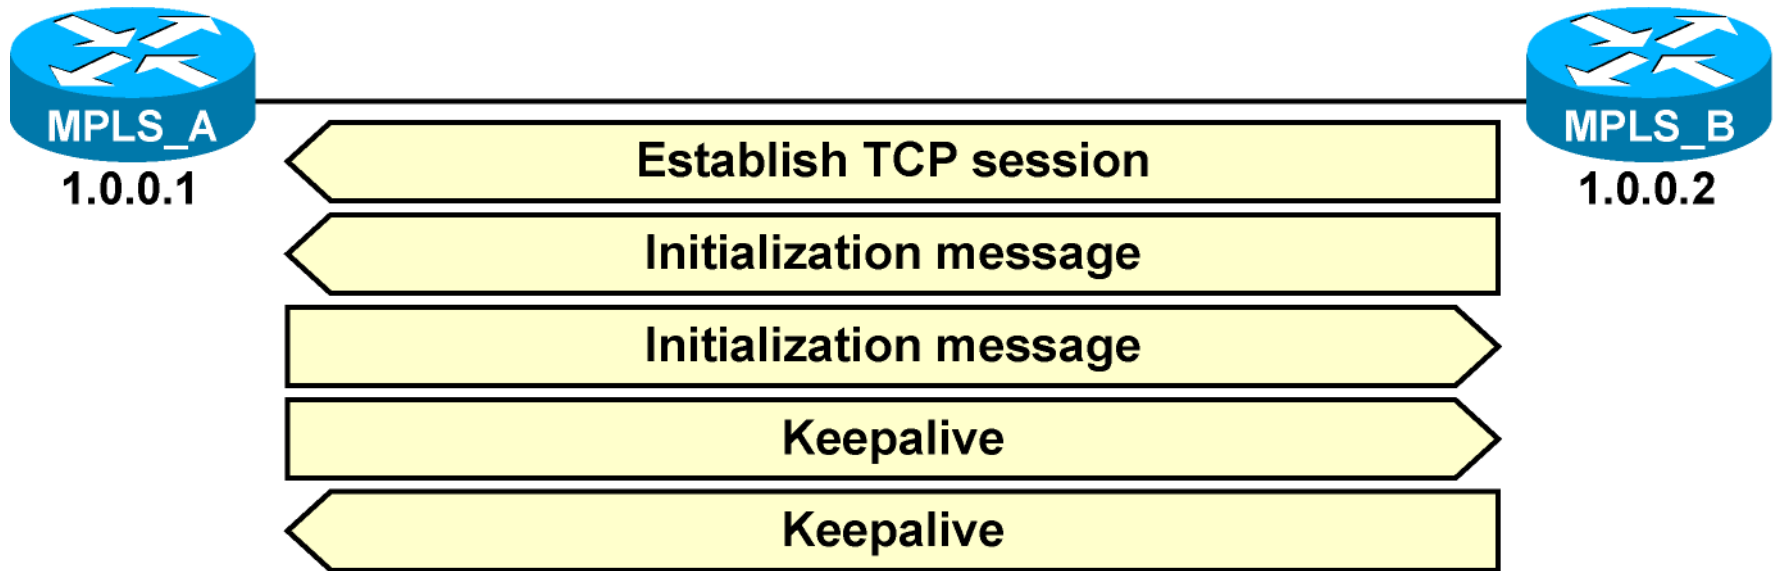 MPLS_A
1.0.0.1
MPLS_B
1.0.0.2
Establish TCP session
Initialization message
Initialization message
Keepalive
Keepalive